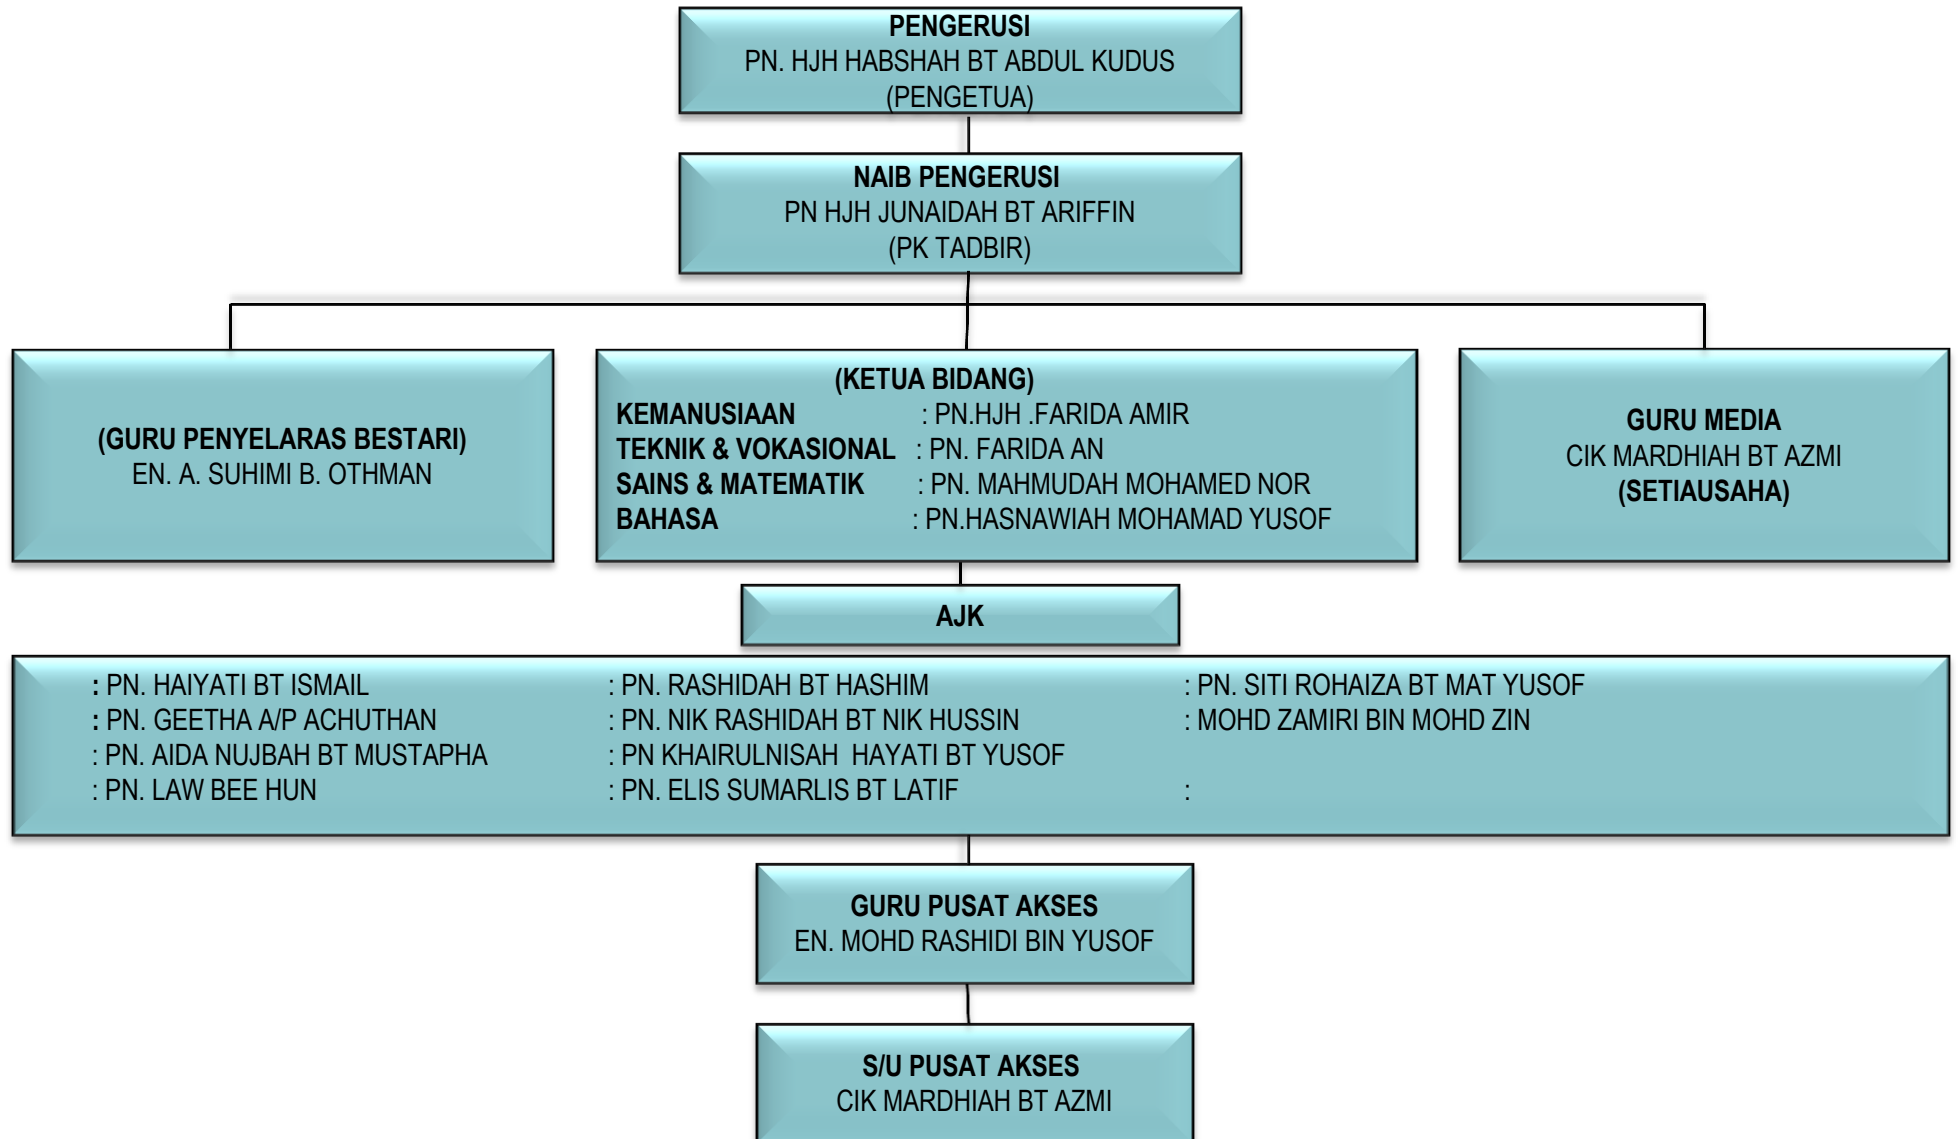 PENGERUSI
PN. HJH HABSHAH BT ABDUL KUDUS
(PENGETUA)
NAIB PENGERUSI
PN HJH JUNAIDAH BT ARIFFIN
(PK TADBIR)
(GURU PENYELARAS BESTARI)
EN. A. SUHIMI B. OTHMAN
(KETUA BIDANG)
KEMANUSIAAN : PN.HJH .FARIDA AMIR
TEKNIK & VOKASIONAL : PN. FARIDA AN
SAINS & MATEMATIK : PN. MAHMUDAH MOHAMED NOR
BAHASA : PN.HASNAWIAH MOHAMAD YUSOF
GURU MEDIA
CIK MARDHIAH BT AZMI
(SETIAUSAHA)
AJK
: PN. HAIYATI BT ISMAIL : PN. RASHIDAH BT HASHIM : PN. SITI ROHAIZA BT MAT YUSOF
: PN. GEETHA A/P ACHUTHAN : PN. NIK RASHIDAH BT NIK HUSSIN : MOHD ZAMIRI BIN MOHD ZIN
: PN. AIDA NUJBAH BT MUSTAPHA : PN KHAIRULNISAH HAYATI BT YUSOF
: PN. LAW BEE HUN : PN. ELIS SUMARLIS BT LATIF :
GURU PUSAT AKSES
EN. MOHD RASHIDI BIN YUSOF
S/U PUSAT AKSES
CIK MARDHIAH BT AZMI